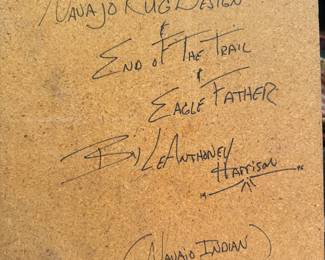 Navajo Rug Design
&
End of The Trail
&
Eagle Father
By LeAnthoney
Harrison
(Navajo Indian)